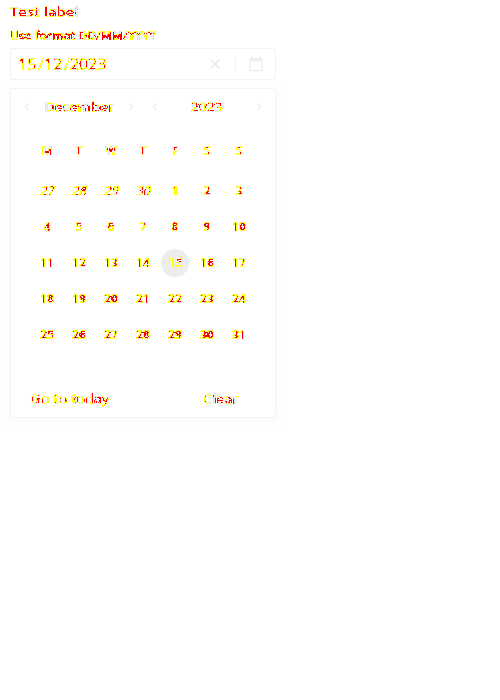 Test label
Use format DD/MM/YYYY
15/12/2023
December 2023
M T W T F S S
27 28 29 30 1 2 3
4 5 6 7 8 9 10
11 12 13 14 15 16 17
18 19 20 21 22 23 24
25 26 27 28 29 30 31
Go to today Clear